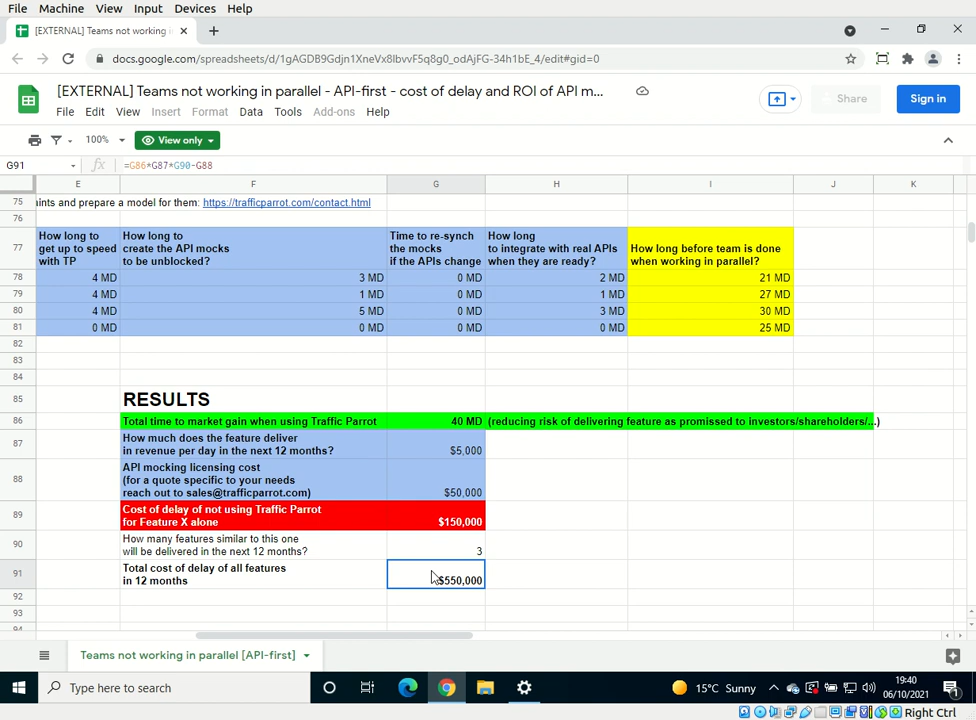 File Machine View Input Devices Help
[EXTERNAL] Teams not working in
docs.google.com/spreadsheets/d/1gAGDB9Gdjn1XneVx8lbvvF5q8g0_odAjFG-34h1bE_4/edit#gid=0
[EXTERNAL] Teams not working in parallel - API-first - cost of delay and ROI of API m...
Share
Sign in
File Edit View Insert Format Data Tools Add-ons Help
100%
View only
G91 fx =G86*G87*G90-G88
E F G H I J K
75 aints and prepare a model for them: https://trafficparrot.com/contact.html
76
77
How long to
get up to speed
with TP
How long to
create the API mocks
to be unblocked?
Time to re-synch
the mocks
if the APIs change
How long
to integrate with real APIs
when they are ready?
How long before team is done
when working in parallel?
78 4 MD 3 MD 0 MD 2 MD 21 MD
79 4 MD 1 MD 0 MD 1 MD 27 MD
80 4 MD 5 MD 0 MD 3 MD 30 MD
81 0 MD 0 MD 0 MD 0 MD 25 MD
82
83
84
85 RESULTS
86 Total time to market gain when using Traffic Parrot 40 MD (reducing risk of delivering feature as promissed to investors/shareholders/...)
87
How much does the feature deliver
in revenue per day in the next 12 months? $5,000
88
API mocking licensing cost
(for a quote specific to your needs
reach out to sales@trafficparrot.com) $50,000
89
Cost of delay of not using Traffic Parrot
for Feature X alone $150,000
90
How many features similar to this one
will be delivered in the next 12 months? 3
91
Total cost of delay of all features
in 12 months $550,000
92
93
94
Teams not working in parallel [API-first]
Type here to search
15°C Sunny
19:40
06/10/2021
1
Right Ctrl